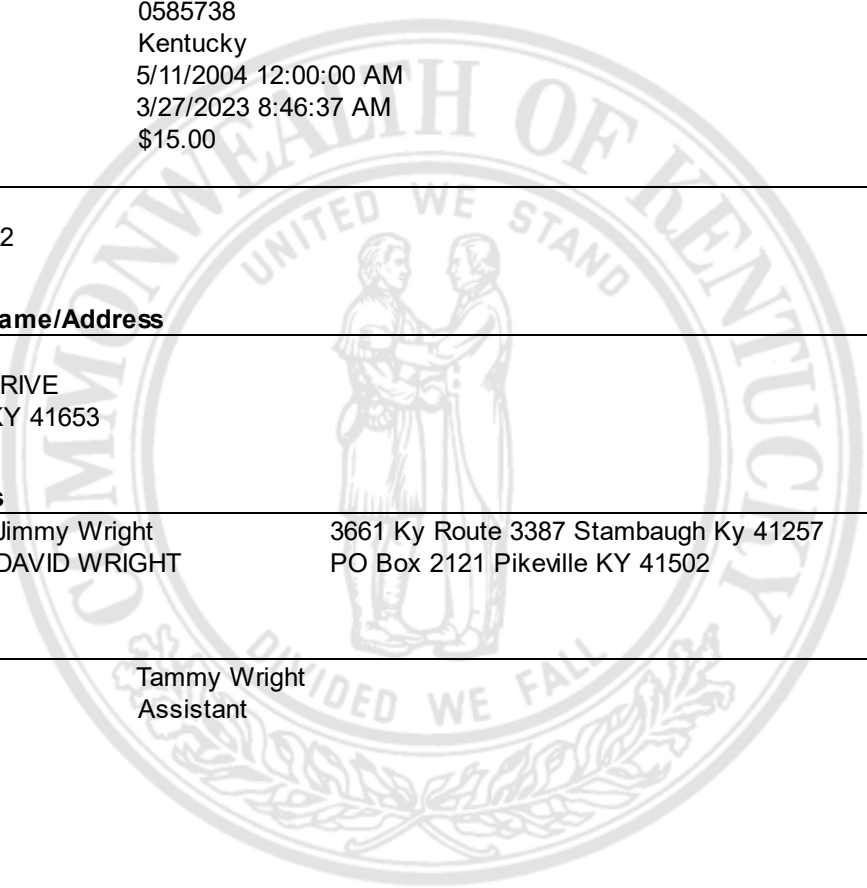 0585738
Kentucky
5/11/2004 12:00:00 AM
3/27/2023 8:46:37 AM
$15.00
COMMONWEALTH OF KENTUCKY
UNITED WE STAND
2
ame/Address
RIVE
KY 41653
s
Jimmy Wright 3661 Ky Route 3387 Stambaugh Ky 41257
DAVID WRIGHT PO Box 2121 Pikeville KY 41502
DIVIDED WE FALL
Tammy Wright
Assistant